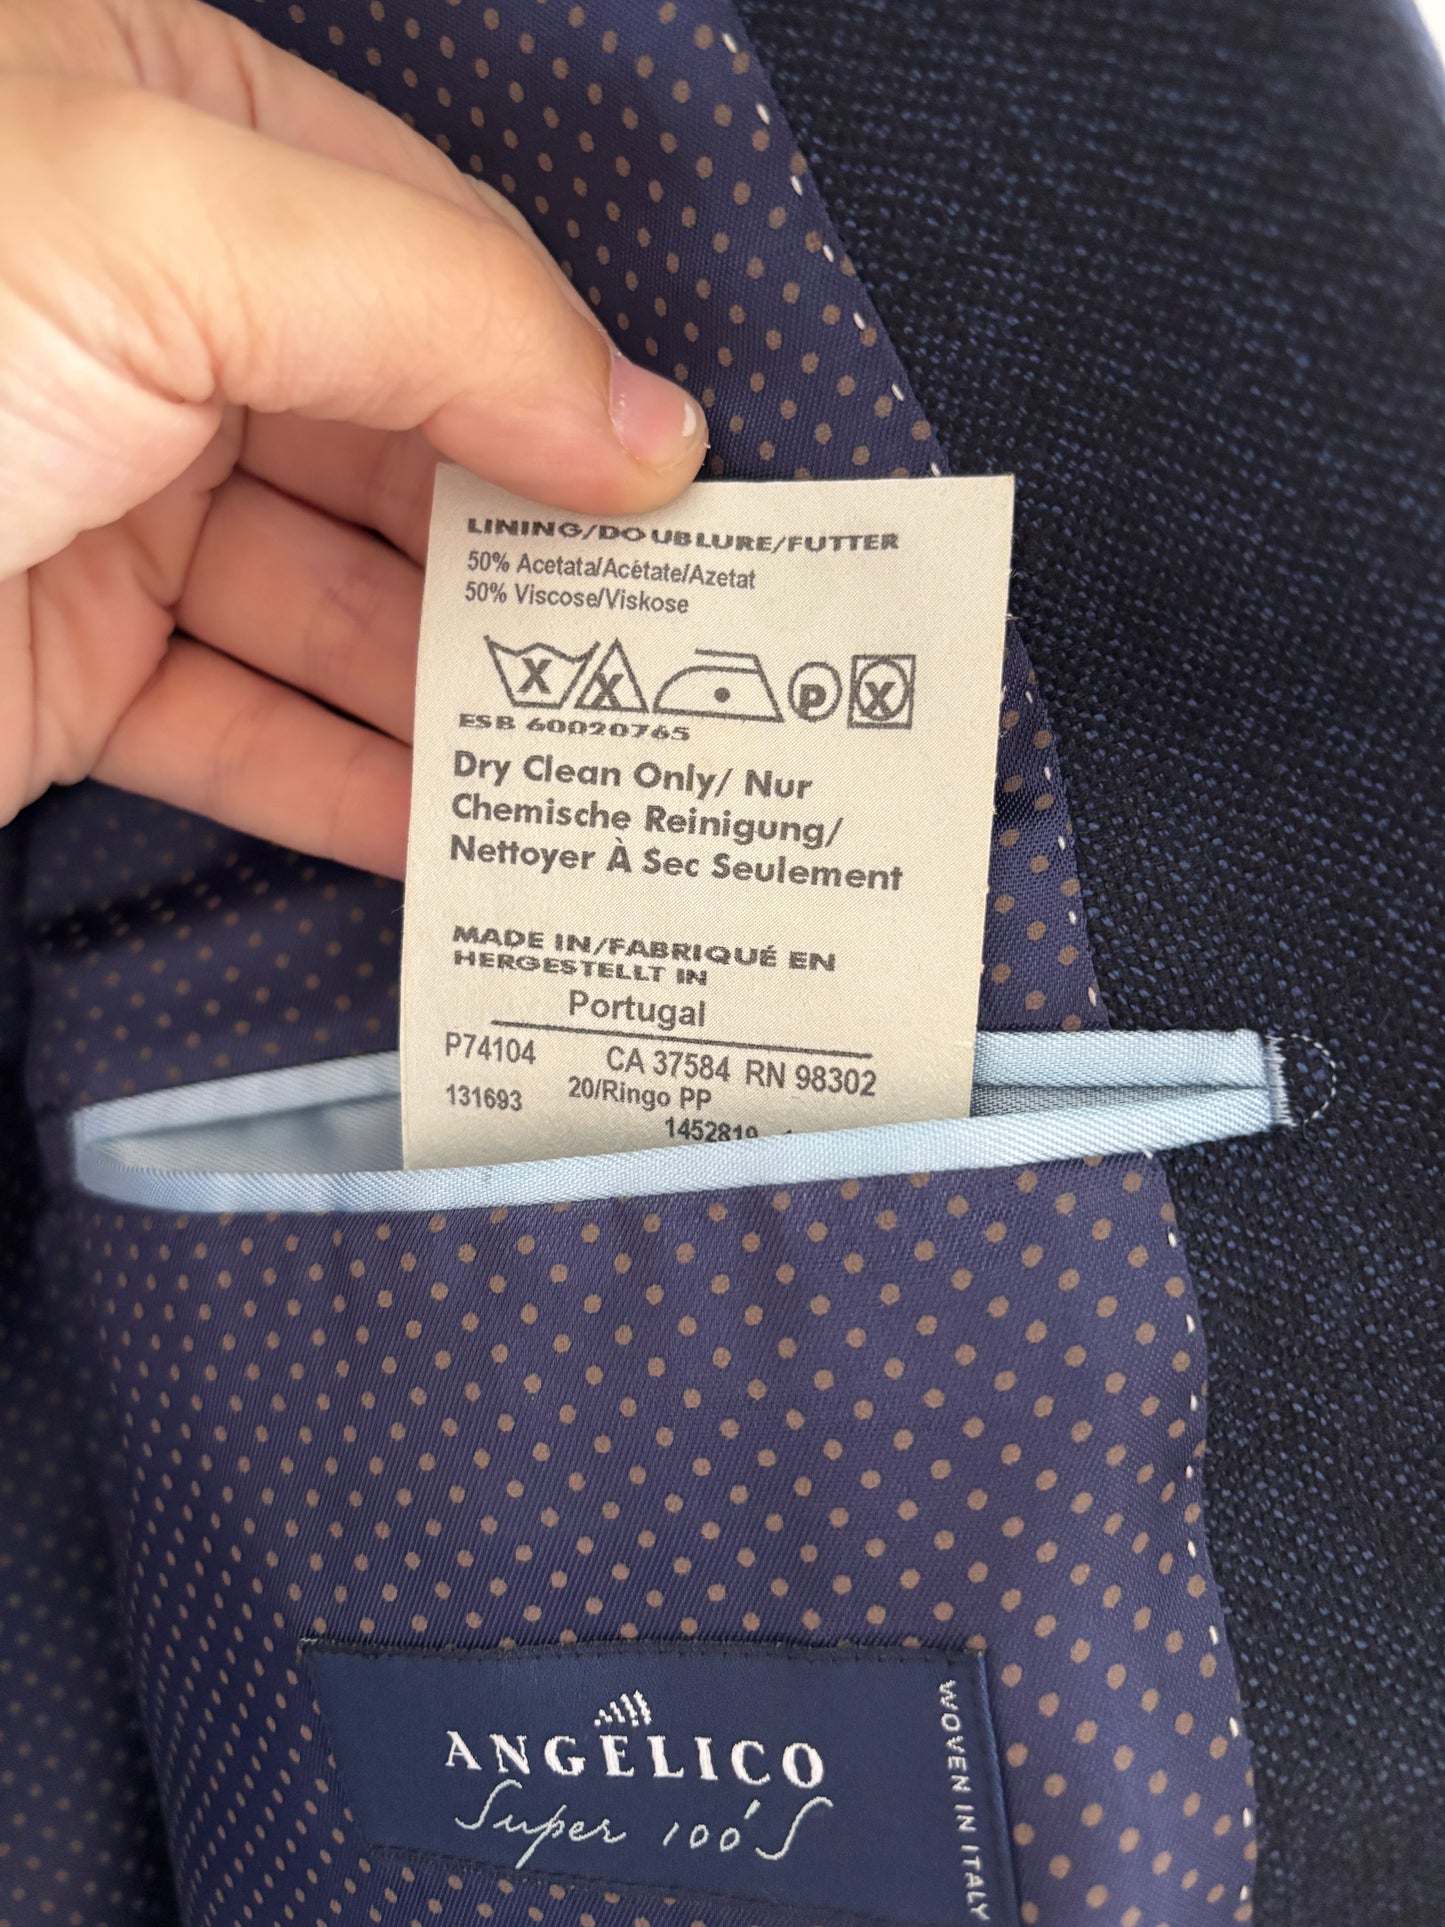 LINING/DOUBLURE/FUTTER
50% Acetata/Acétate/Azetat
50% Viscose/Viskose
X X P X
ESB 60020765
Dry Clean Only/ Nur
Chemische Reinigung/
Nettoyer À Sec Seulement
MADE IN/FABRIQUÉ EN
HERGESTELLT IN
Portugal
P74104 CA 37584 RN 98302
131693 20/Ringo PP
1452819
ANGELICO
Super 100'S
WOVEN IN ITALY